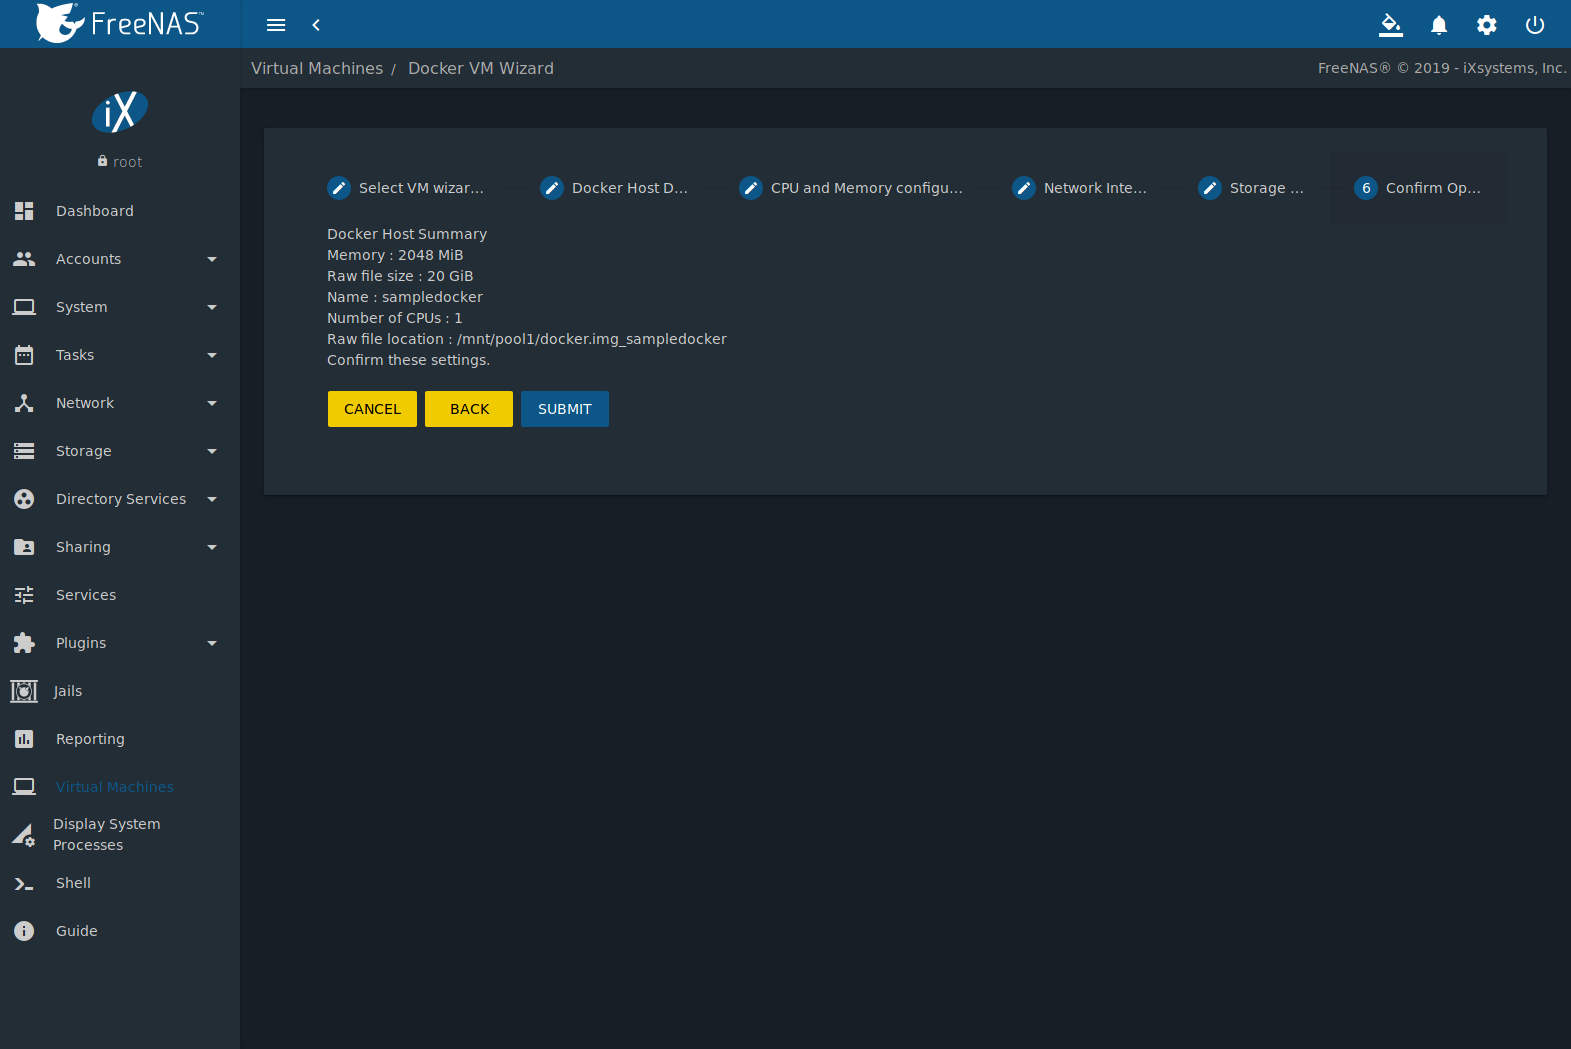 FreeNAS™
Virtual Machines / Docker VM Wizard
FreeNAS® © 2019 - iXsystems, Inc.
iX
root
Dashboard
Accounts
System
Tasks
Network
Storage
Directory Services
Sharing
Services
Plugins
Jails
Reporting
Virtual Machines
Display System
Processes
Shell
Guide
Select VM wizar...
Docker Host D...
CPU and Memory configu...
Network Inte...
Storage ...
6 Confirm Op...
Docker Host Summary
Memory : 2048 MiB
Raw file size : 20 GiB
Name : sampledocker
Number of CPUs : 1
Raw file location : /mnt/pool1/docker.img_sampledocker
Confirm these settings.
CANCEL BACK SUBMIT